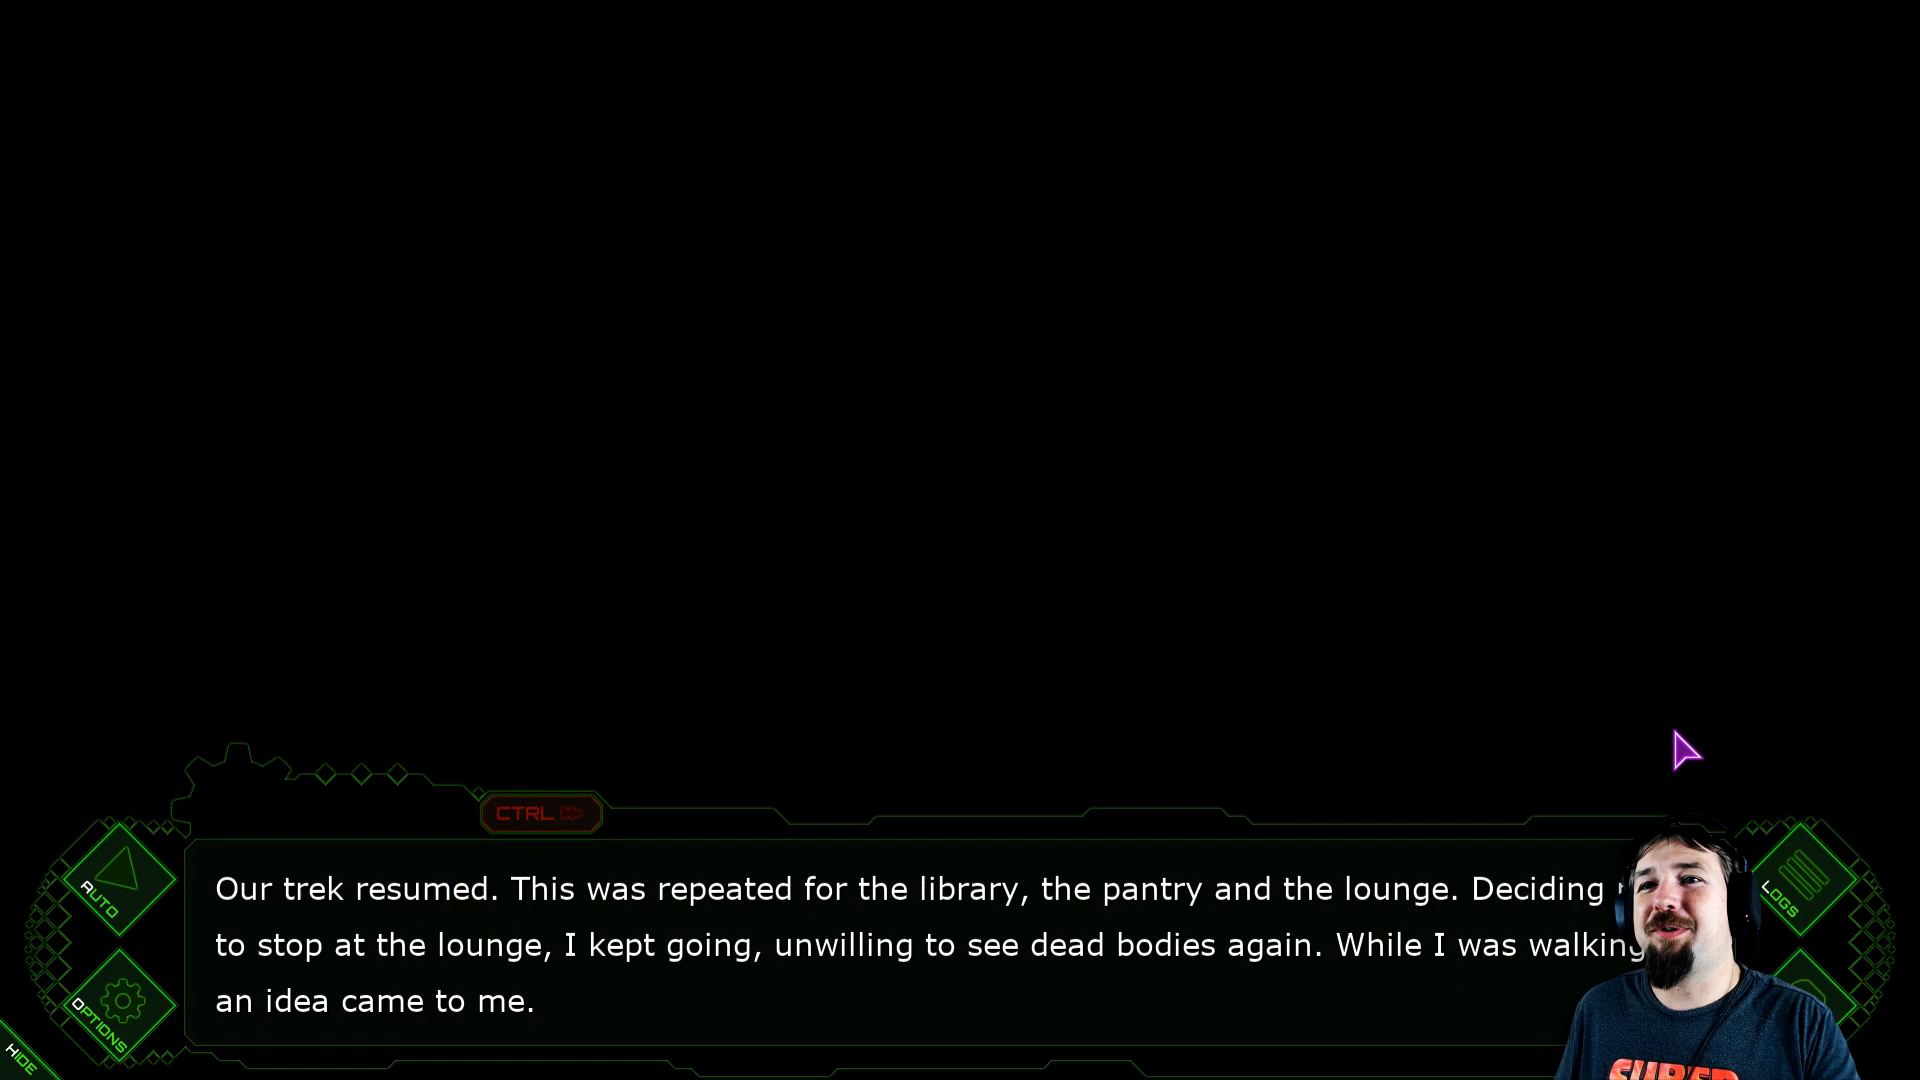 CTRL
Our trek resumed. This was repeated for the library, the pantry and the lounge. Deciding
to stop at the lounge, I kept going, unwilling to see dead bodies again. While I was walking
an idea came to me.
AUTO
OPTIONS
HIDE
LOGS
SUPER